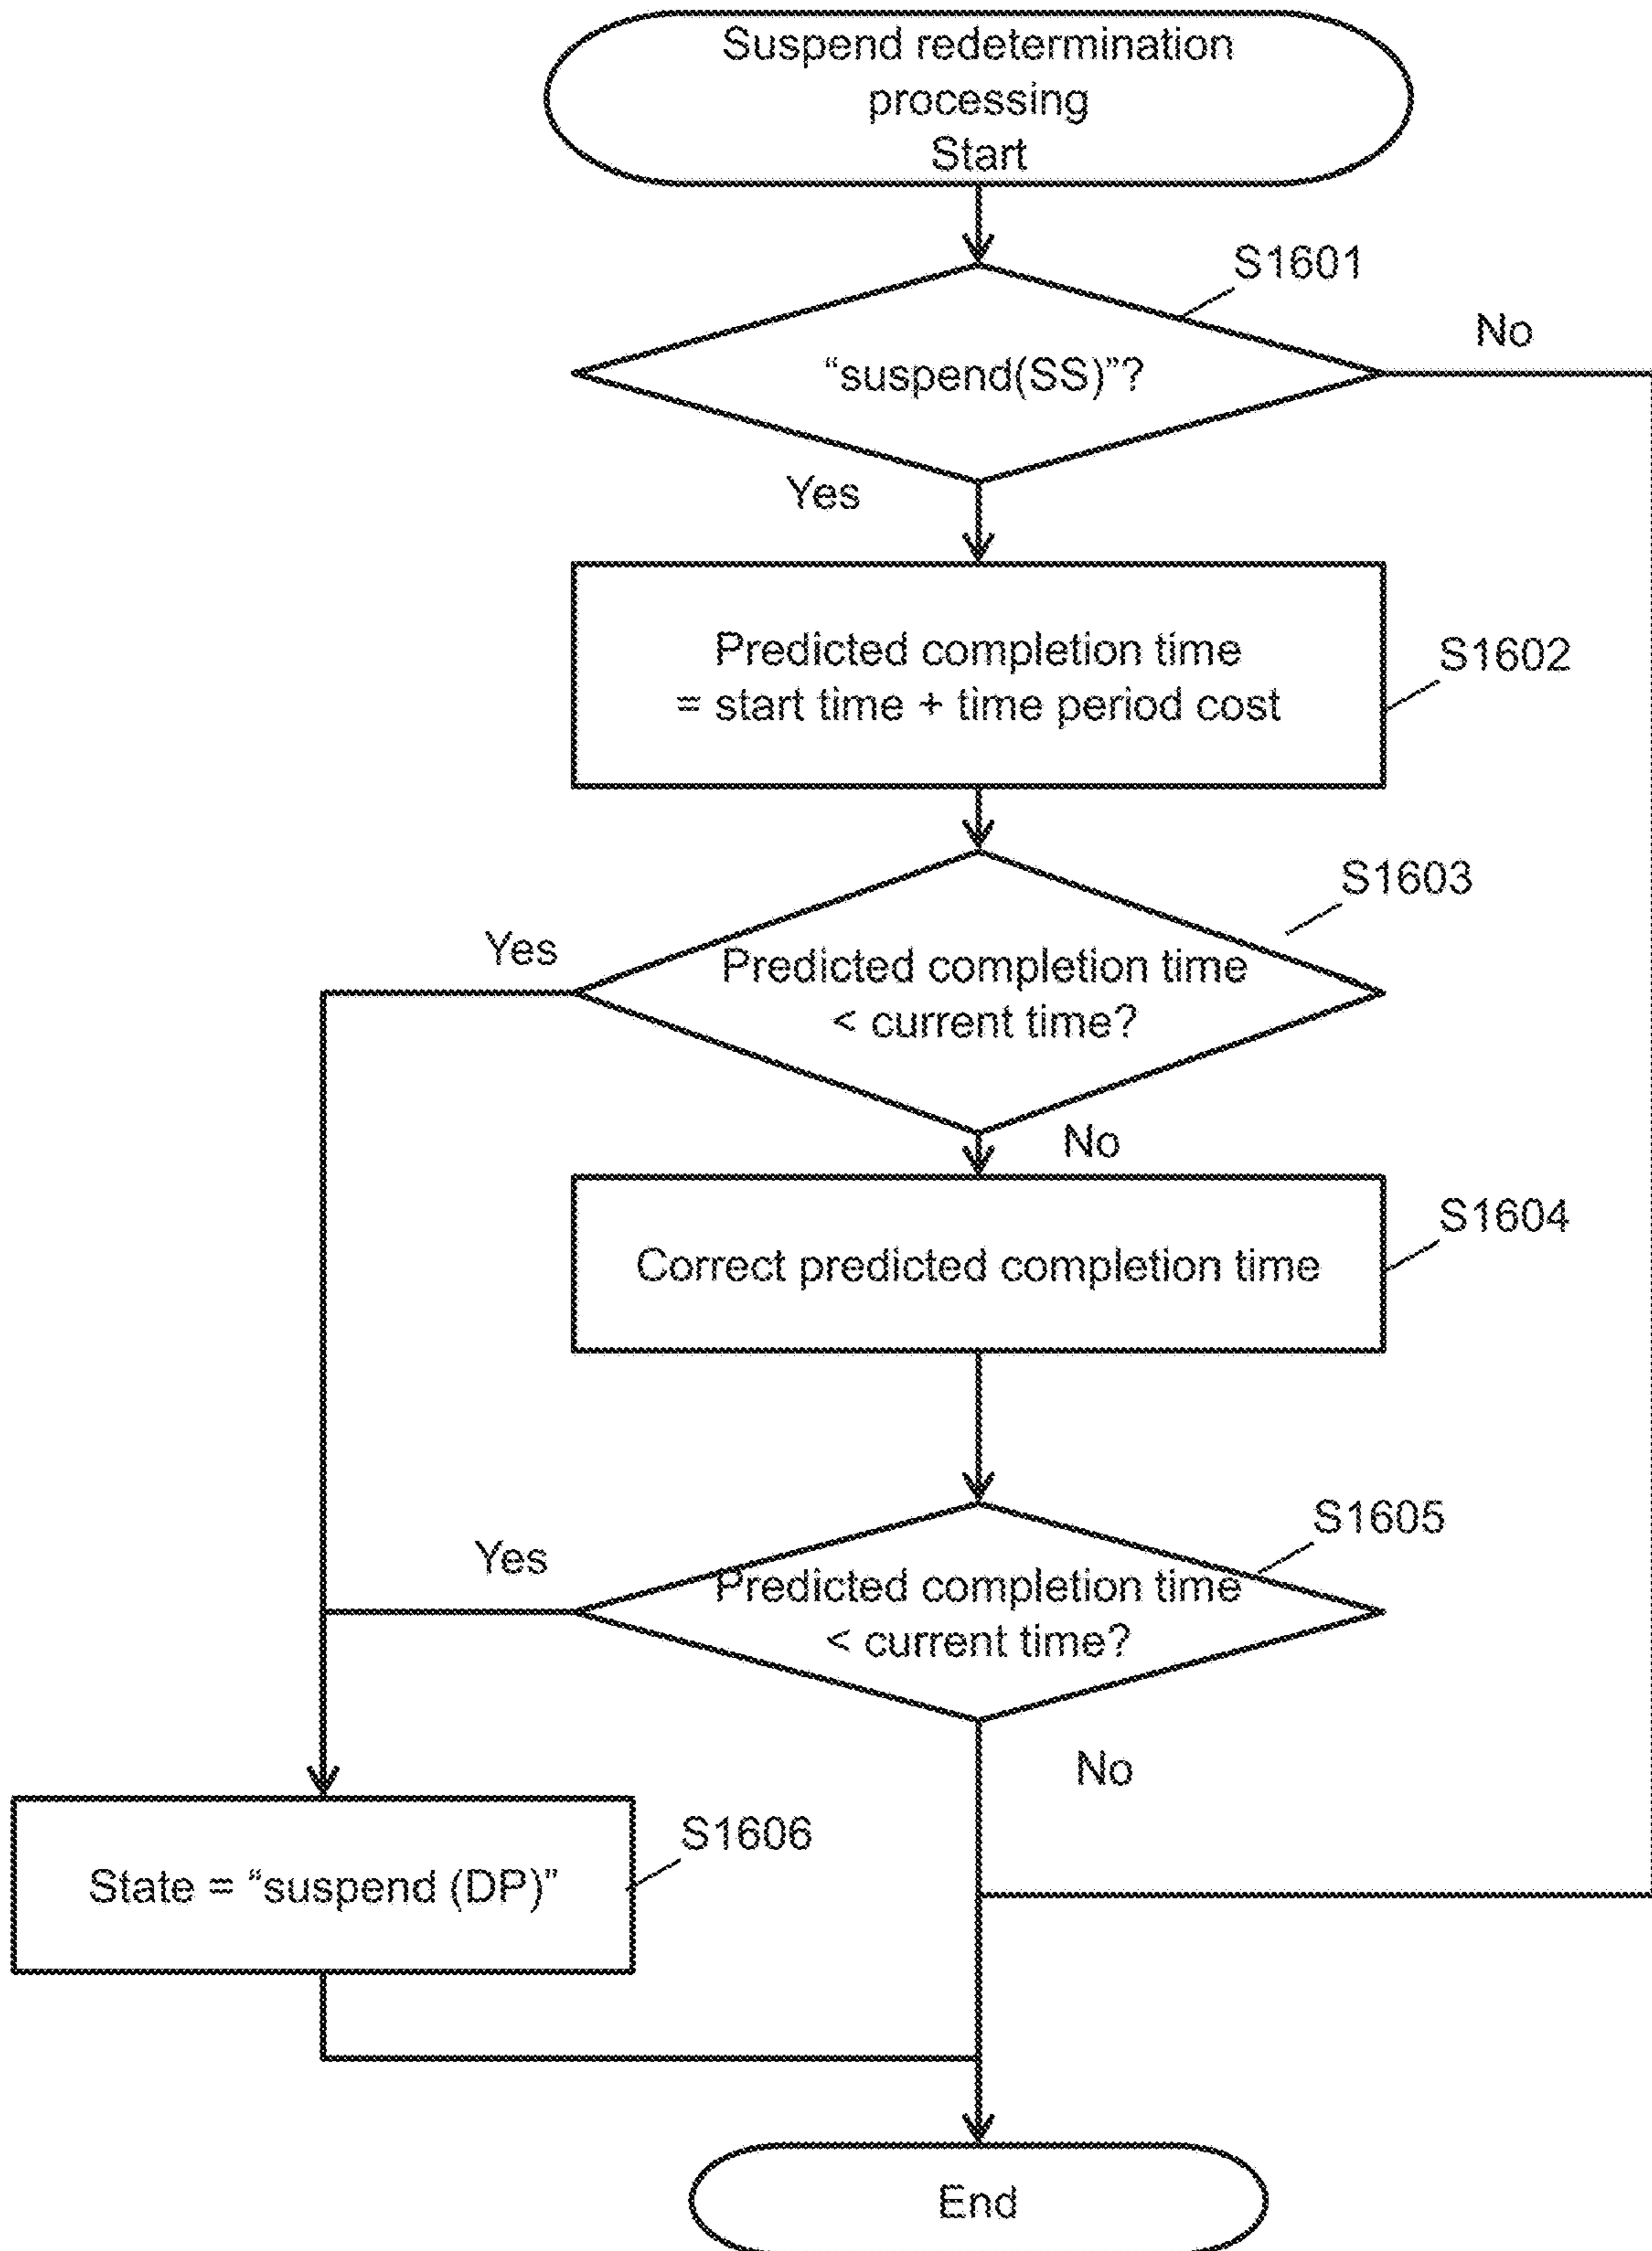 Suspend redetermination
processing
Start
S1601
No
“suspend(SS)”?
Yes
Predicted completion time
= start time + time period cost
S1602
S1603
Yes
Predicted completion time
< current time?
No
S1604
Correct predicted completion time
S1605
Yes
Predicted completion time
< current time?
No
S1606
State = “suspend (DP)”
End